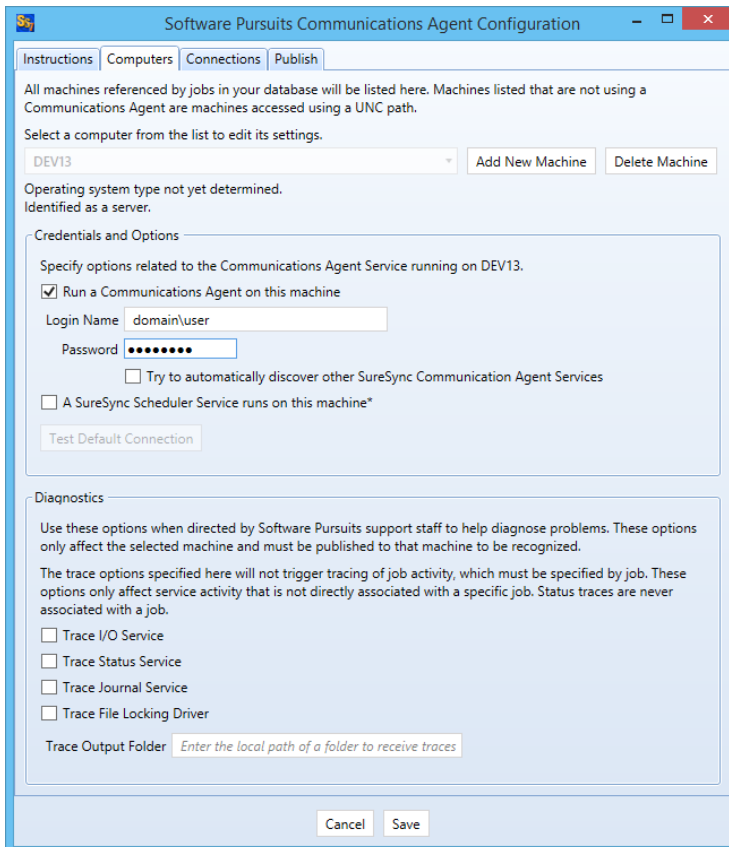 Software Pursuits Communications Agent Configuration
Instructions Computers Connections Publish
All machines referenced by jobs in your database will be listed here. Machines listed that are not using a
Communications Agent are machines accessed using a UNC path.
Select a computer from the list to edit its settings.
DEV13 Add New Machine Delete Machine
Operating system type not yet determined.
Identified as a server.
Credentials and Options
Specify options related to the Communications Agent Service running on DEV13.
Run a Communications Agent on this machine
Login Name domain\user
Password ●●●●●●●●
Try to automatically discover other SureSync Communication Agent Services
A SureSync Scheduler Service runs on this machine*
Test Default Connection
Diagnostics
Use these options when directed by Software Pursuits support staff to help diagnose problems. These options
only affect the selected machine and must be published to that machine to be recognized.
The trace options specified here will not trigger tracing of job activity, which must be specified by job. These
options only affect service activity that is not directly associated with a specific job. Status traces are never
associated with a job.
Trace I/O Service
Trace Status Service
Trace Journal Service
Trace File Locking Driver
Trace Output Folder Enter the local path of a folder to receive traces
Cancel Save